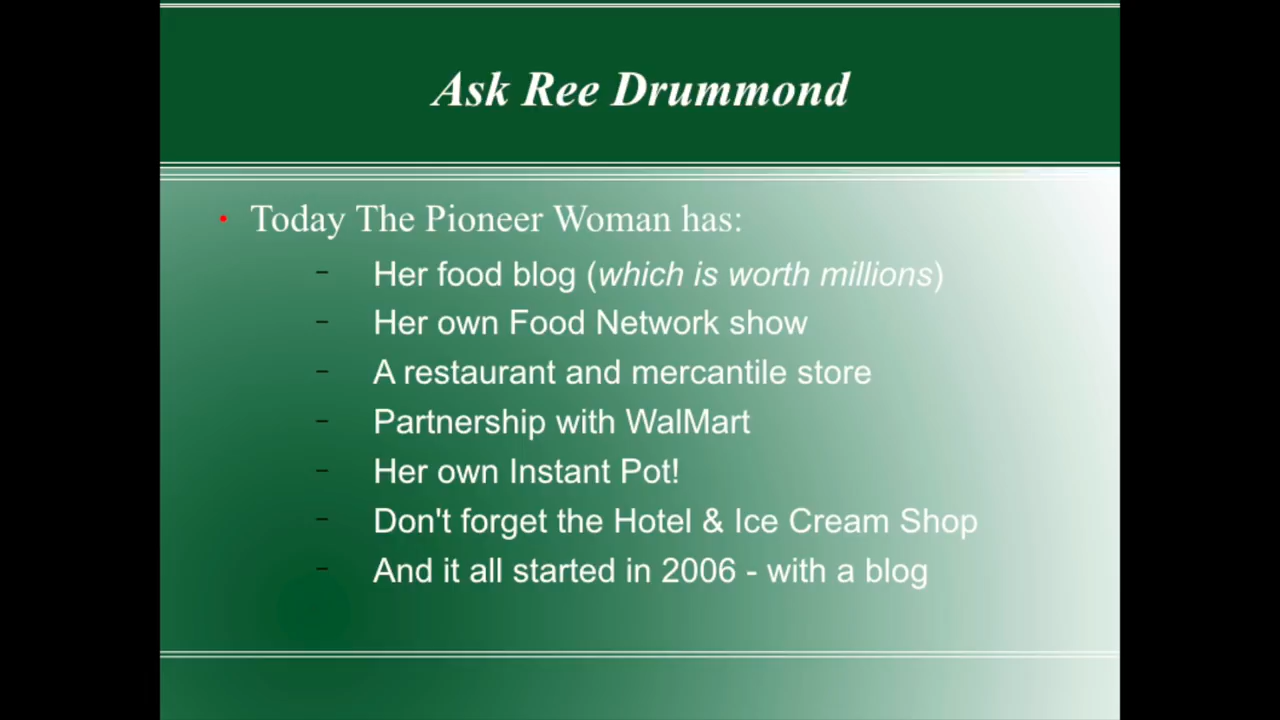 Ask Ree Drummond
• Today The Pioneer Woman has:
– Her food blog (which is worth millions)
– Her own Food Network show
– A restaurant and mercantile store
– Partnership with WalMart
– Her own Instant Pot!
– Don't forget the Hotel & Ice Cream Shop
– And it all started in 2006 - with a blog